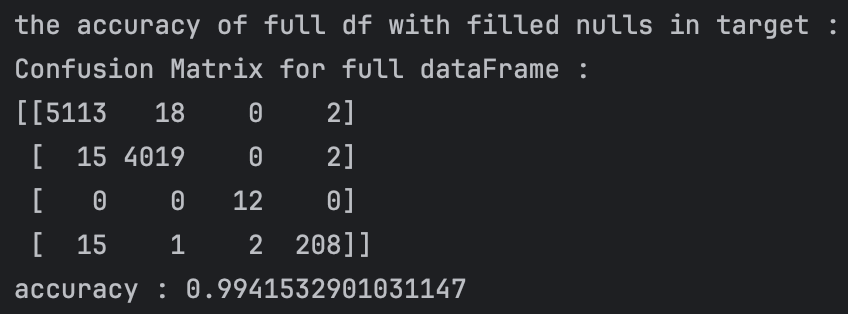 the accuracy of full df with filled nulls in target :
Confusion Matrix for full dataFrame :
[[5113   18    0    2]
 [  15 4019    0    2]
 [   0    0   12    0]
 [  15    1    2  208]]
accuracy : 0.9941532901031147